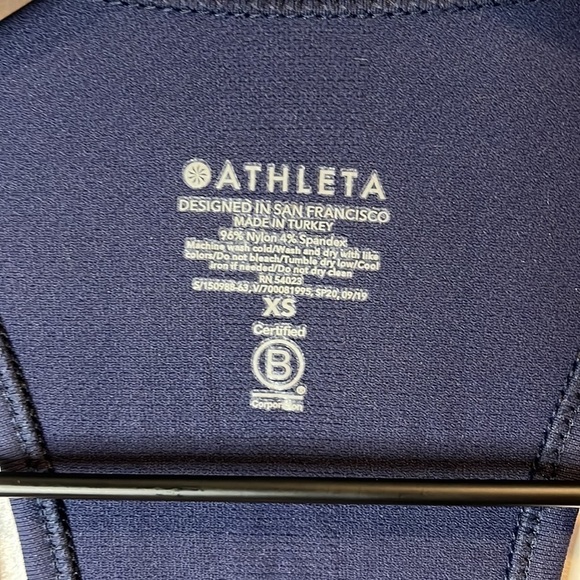 ATHLETA
DESIGNED IN SAN FRANCISCO
MADE IN TURKEY
96% Nylon 4% Spandex
Machine wash cold/Wash and dry with like
colors/Do not bleach/Tumble dry low/Cool
iron if needed/Do not dry clean
RN 54023
S/150988-63, V/700081995, SP20, 09/19
XS
Certified
B
®
Corporation